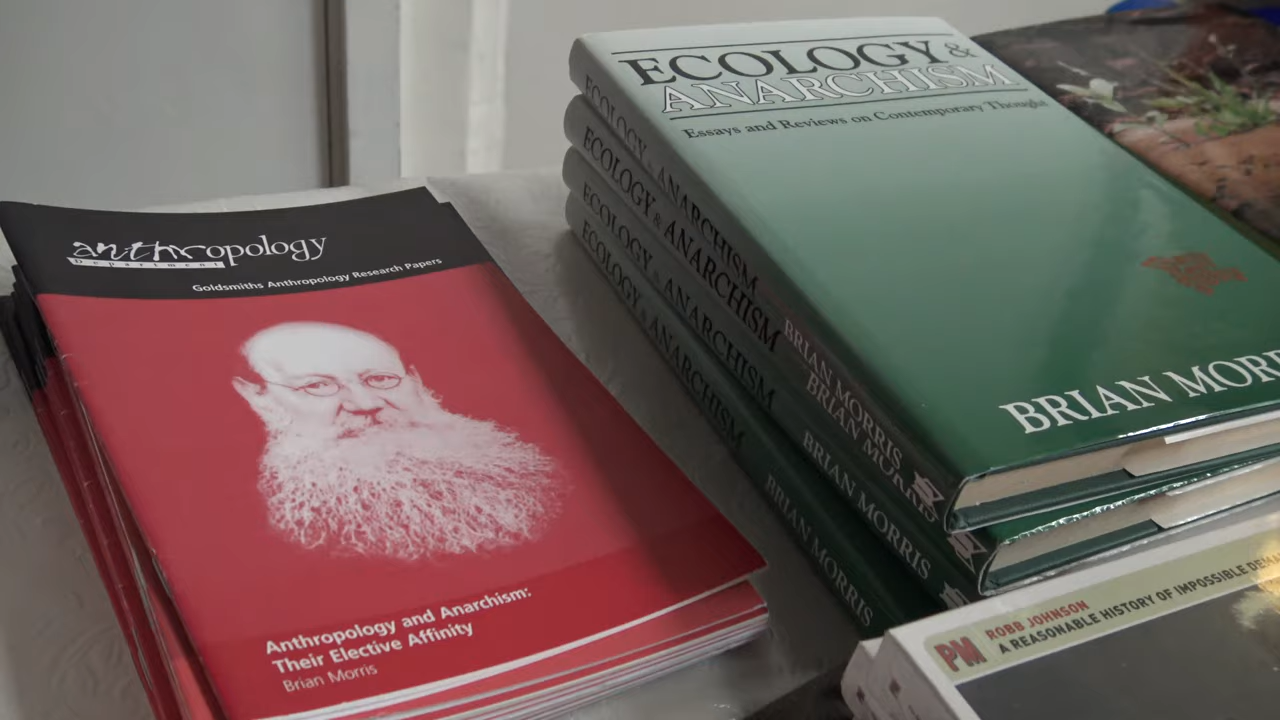 anthropology
Department
Goldsmiths Anthropology Research Papers
Anthropology and Anarchism:
Their Elective Affinity
Brian Morris
ECOLOGY &
ANARCHISM
Essays and Reviews on Contemporary Thought
BRIAN MORR
ECOLOGY & ANARCHISM BRIAN MORRIS
ECOLOGY & ANARCHISM BRIAN MORRIS
ECOLOGY & ANARCHISM BRIAN MORRIS
ECOLOGY & ANARCHISM BRIAN MORRIS
PM ROBB JOHNSON
A REASONABLE HISTORY OF IMPOSSIBLE DEMA